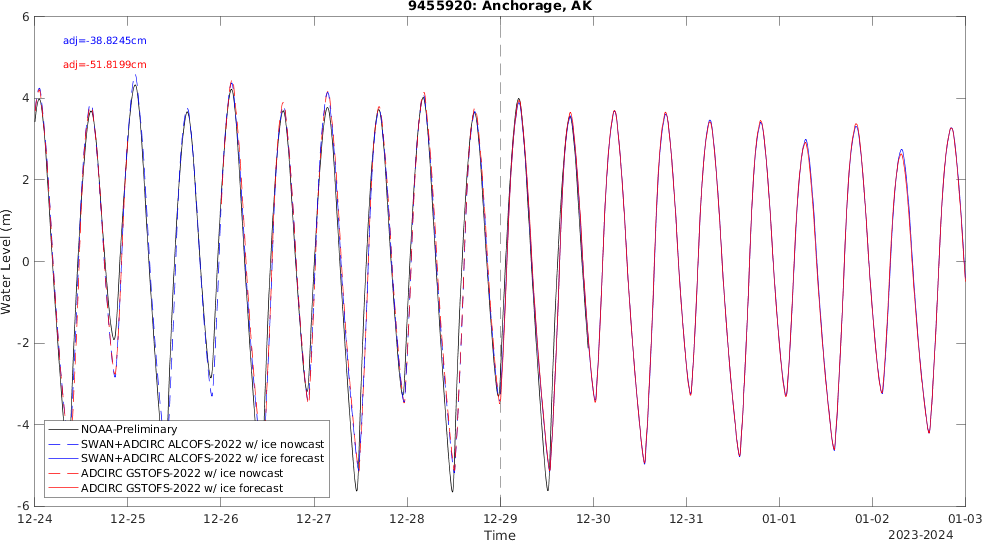 9455920: Anchorage, AK
6
adj=-38.8245cm
adj=-51.8199cm
4
2
0
-2
-4
-6
Water Level (m)
NOAA-Preliminary
SWAN+ADCIRC ALCOFS-2022 w/ ice nowcast
SWAN+ADCIRC ALCOFS-2022 w/ ice forecast
ADCIRC GSTOFS-2022 w/ ice nowcast
ADCIRC GSTOFS-2022 w/ ice forecast
12-24 12-25 12-26 12-27 12-28 12-29 12-30 12-31 01-01 01-02 01-03
Time
2023-2024